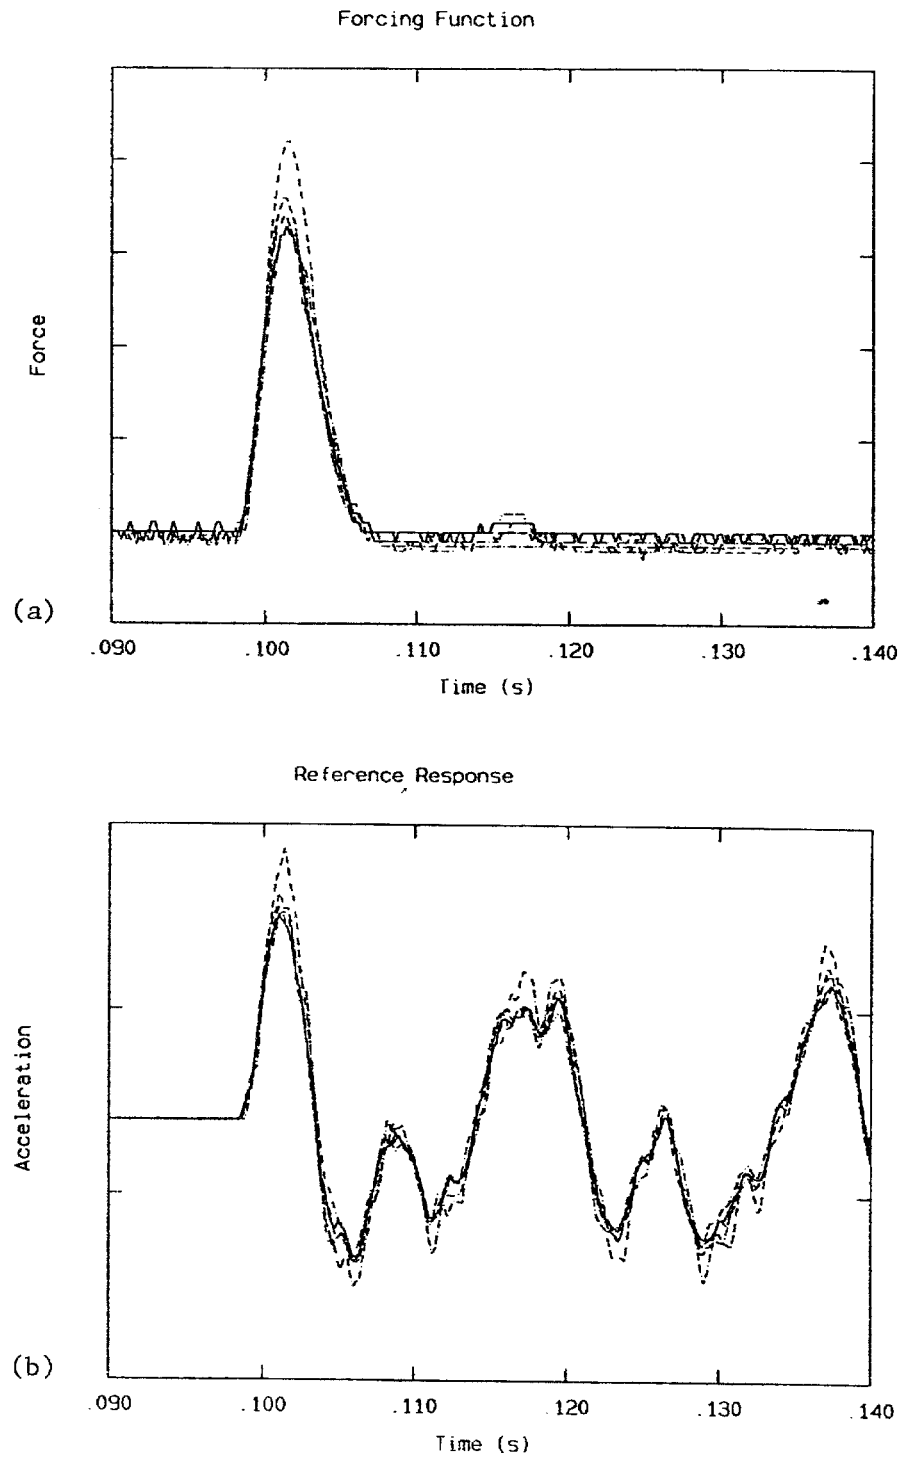 Forcing Function
Force
(a)
.090 .100 .110 .120 .130 .140
Time (s)
Reference Response
Acceleration
(b)
.090 .100 .110 .120 .130 .140
Time (s)